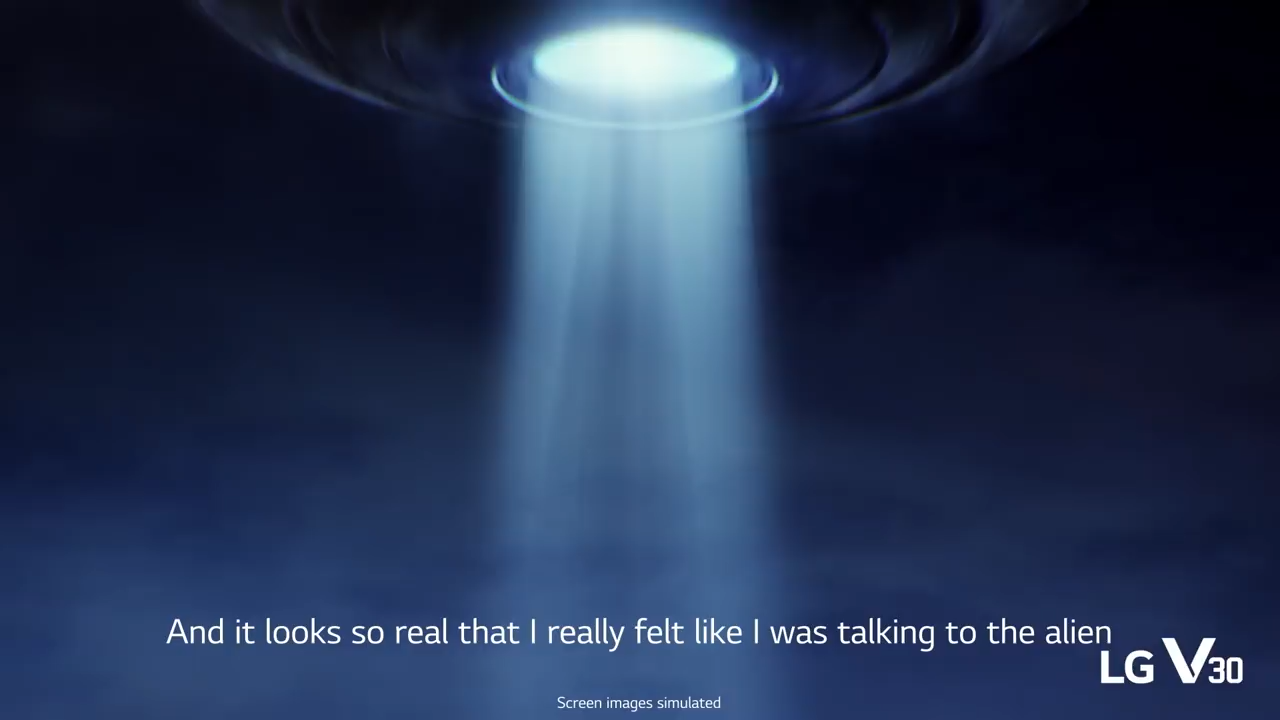 And it looks so real that I really felt like I was talking to the alien
LG V30
Screen images simulated